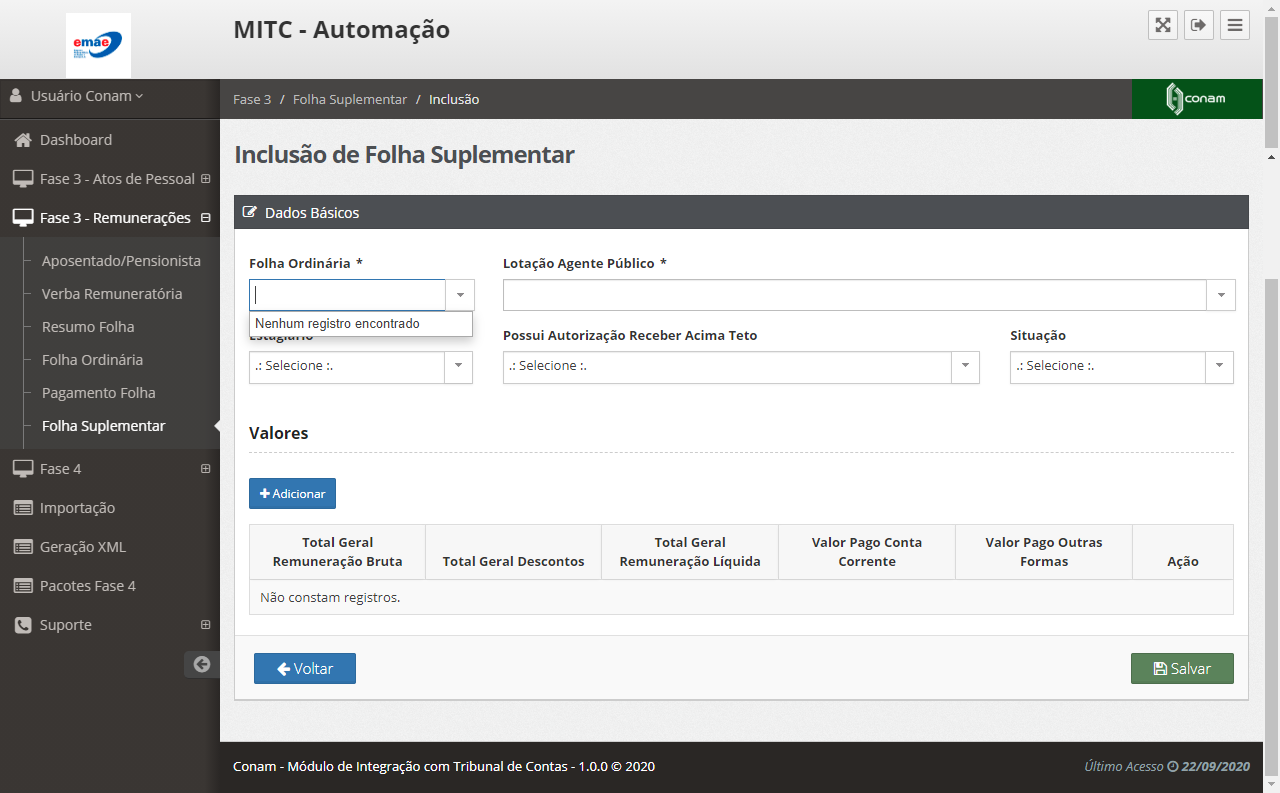 emae
MITC - Automação
Usuário Conam
Fase 3 / Folha Suplementar / Inclusão
conam
Dashboard
Fase 3 - Atos de Pessoal
Fase 3 - Remunerações
Aposentado/Pensionista
Verba Remuneratória
Resumo Folha
Folha Ordinária
Pagamento Folha
Folha Suplementar
Fase 4
Importação
Geração XML
Pacotes Fase 4
Suporte
Inclusão de Folha Suplementar
Dados Básicos
Folha Ordinária *
Lotação Agente Público *
Nenhum registro encontrado
Estagiário
Possui Autorização Receber Acima Teto
Situação
.: Selecione :.
.: Selecione :.
.: Selecione :.
Valores
Adicionar
Total Geral
Remuneração Bruta
Total Geral Descontos
Total Geral
Remuneração Líquida
Valor Pago Conta
Corrente
Valor Pago Outras
Formas
Ação
Não constam registros.
Voltar
Salvar
Conam - Módulo de Integração com Tribunal de Contas - 1.0.0 © 2020
Último Acesso 22/09/2020